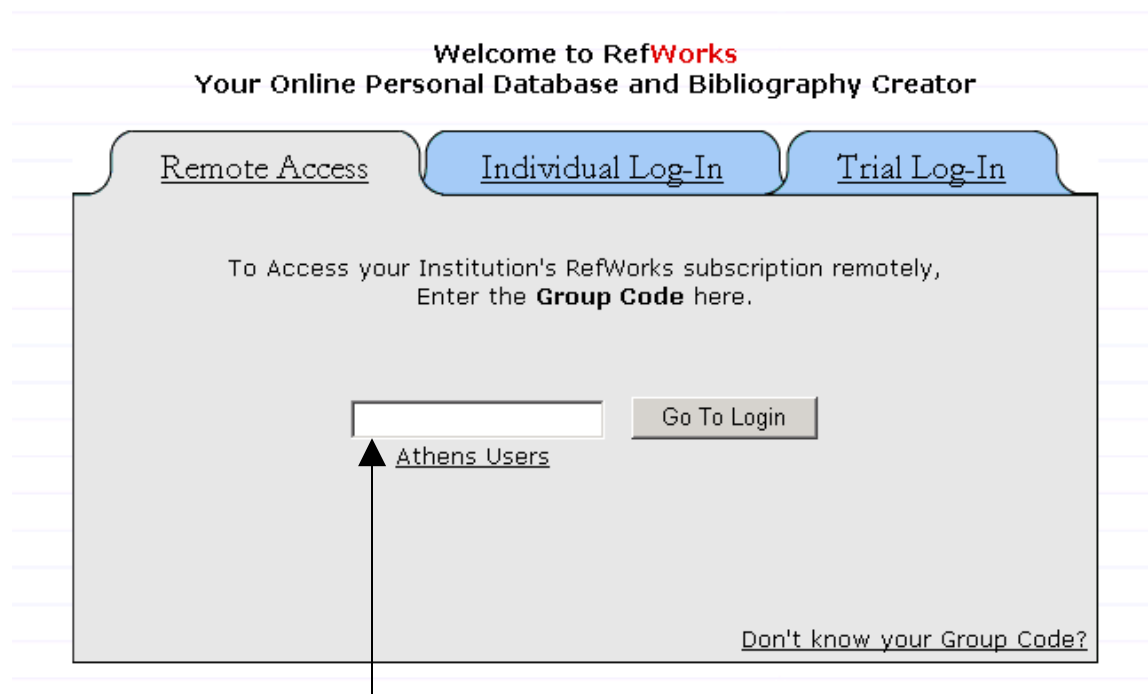 Welcome to RefWorks
Your Online Personal Database and Bibliography Creator
Remote Access Individual Log-In Trial Log-In
To Access your Institution's RefWorks subscription remotely,
Enter the Group Code here.
Go To Login
Athens Users
Don't know your Group Code?